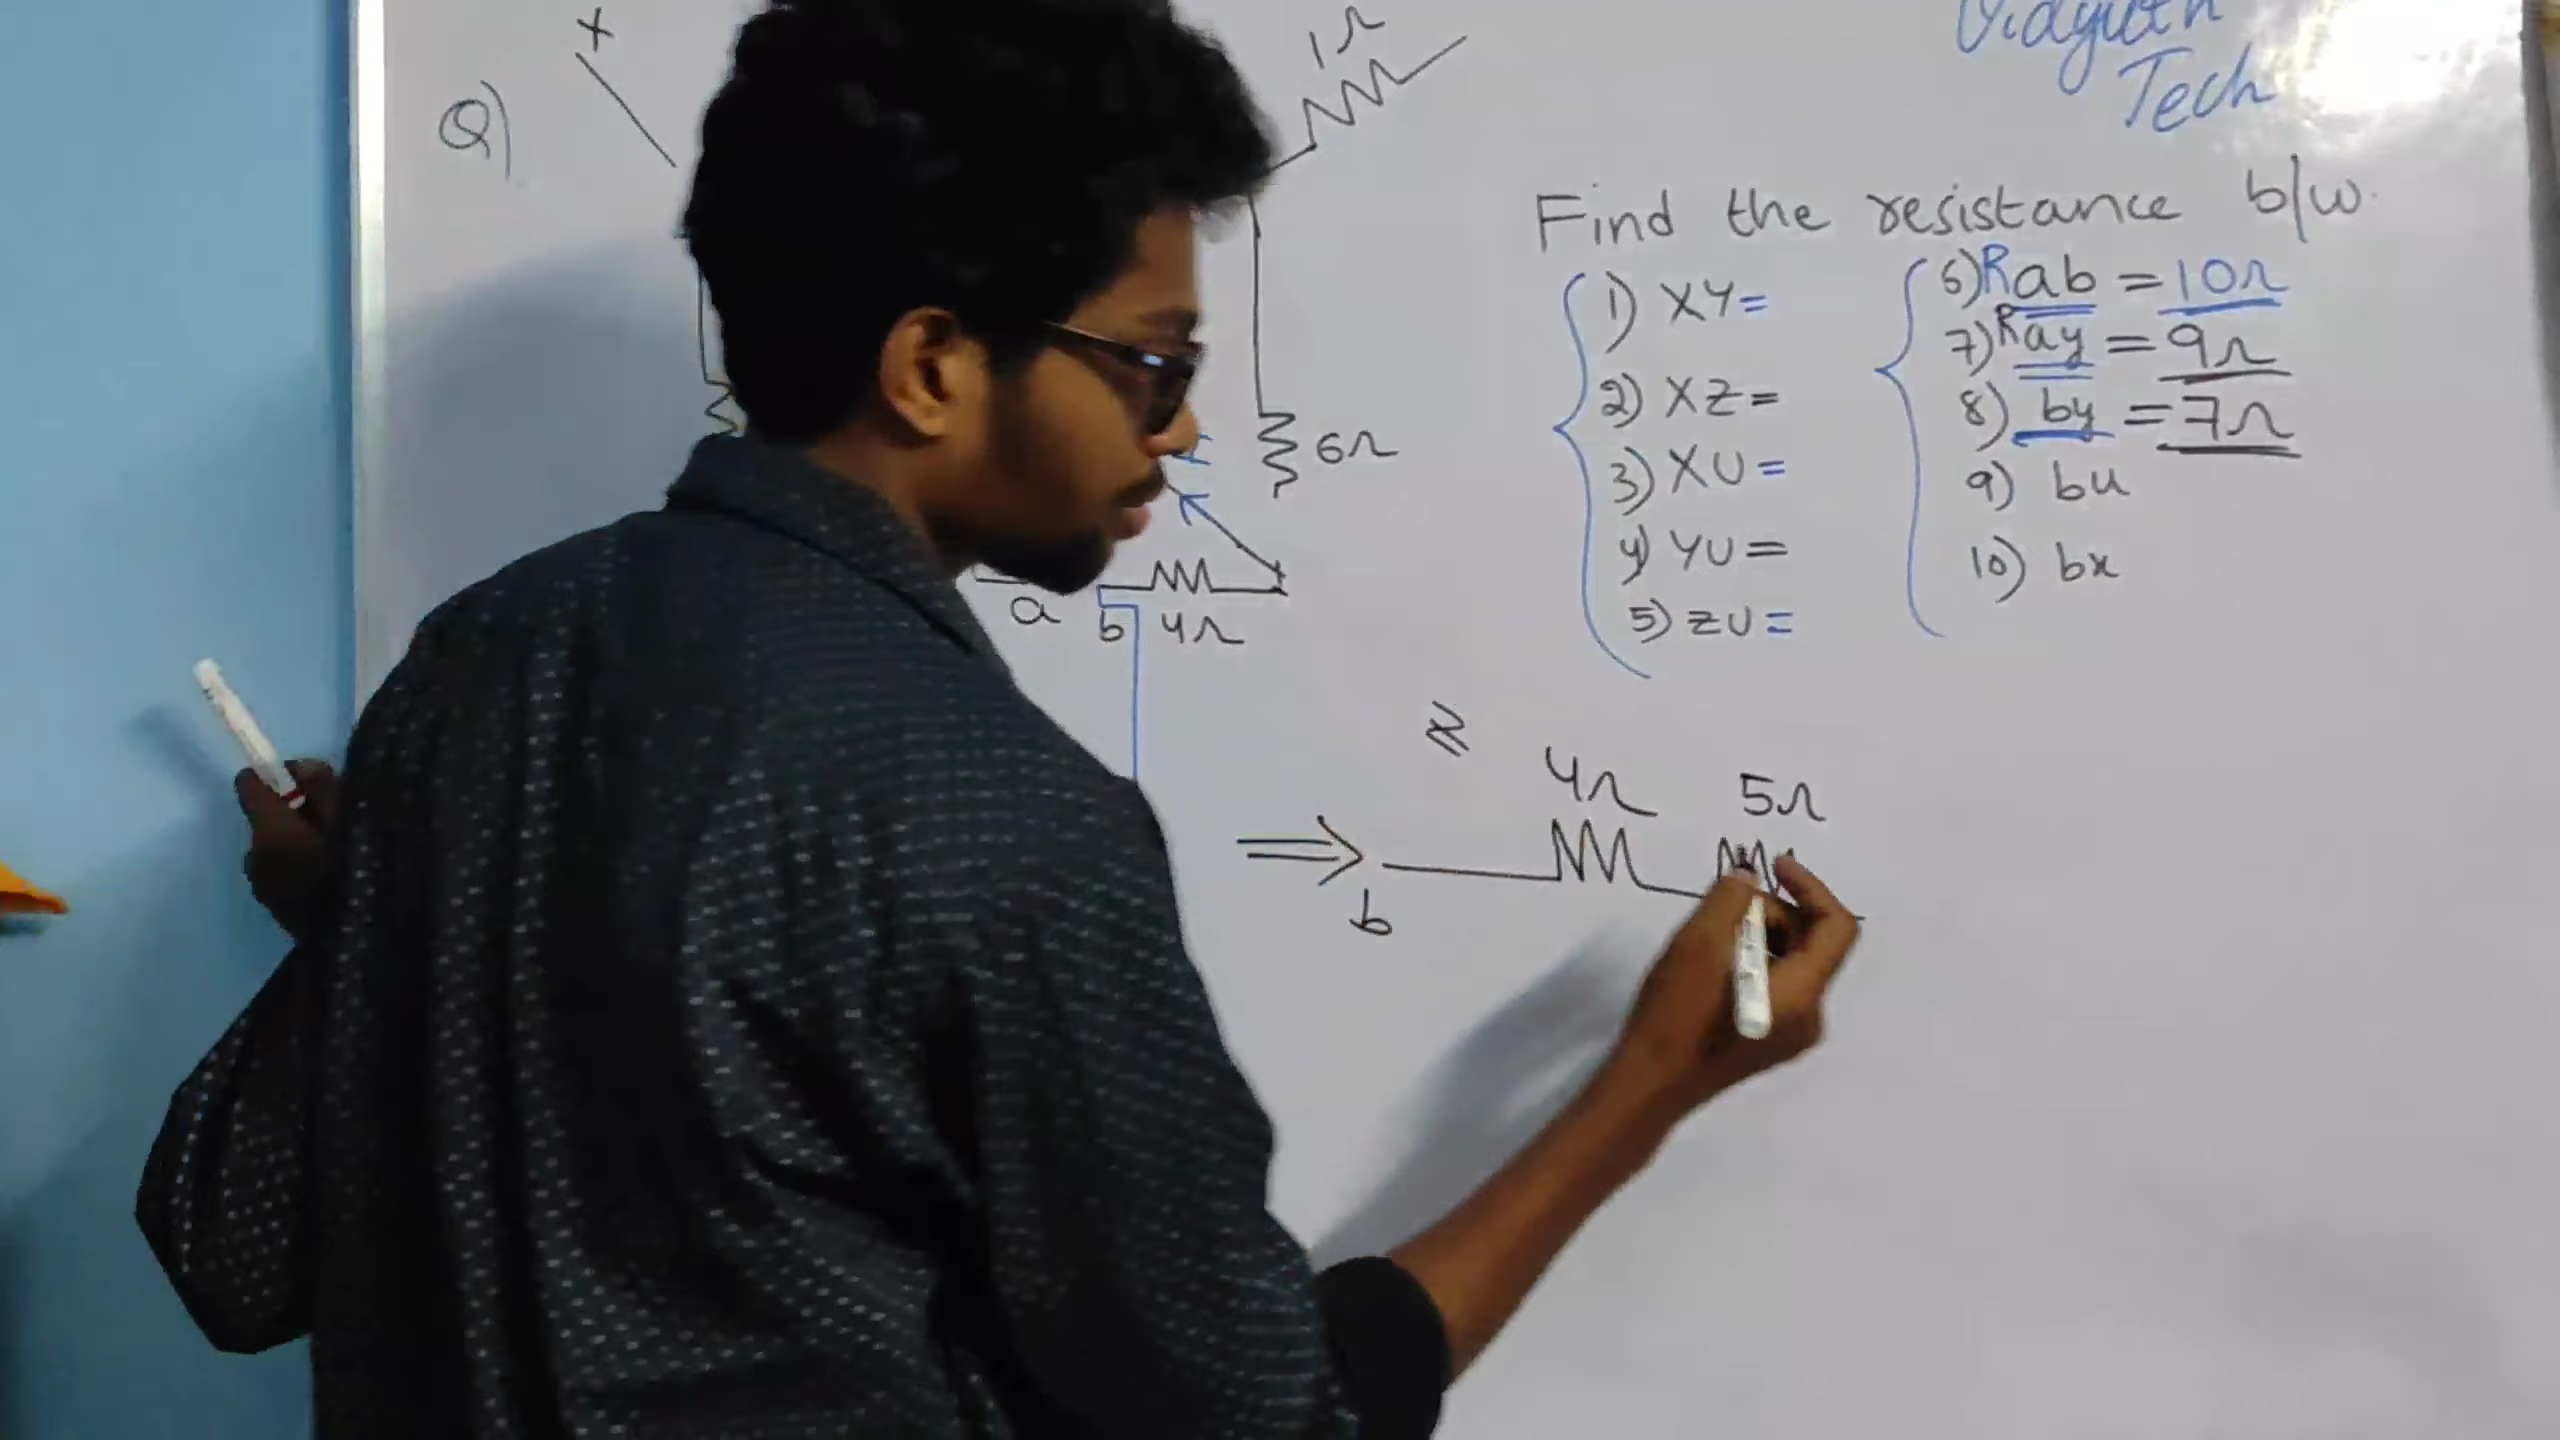 Vidyuth
Tech
Q)
X
1Ω
6Ω
a
b
4Ω
Find the resistance b/w.
1) XY=
2) XZ=
3) XU=
4) YU=
5) ZU=
6) Rab = 10Ω
7) Ray = 9Ω
8) by = 7Ω
9) bu
10) bx
4Ω
5Ω
b